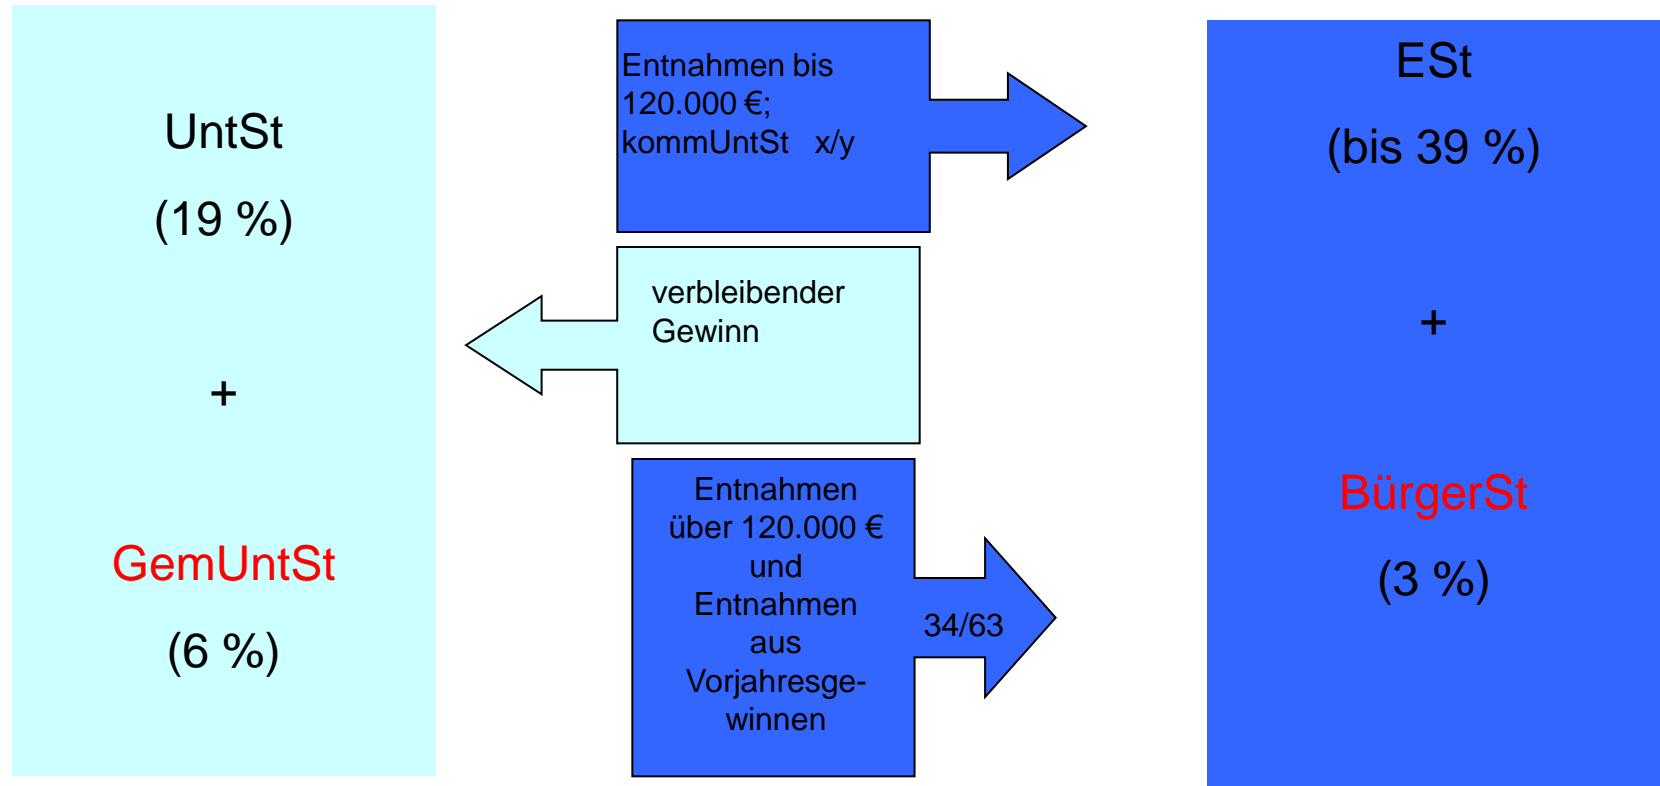 UntSt
(19 %)
+
GemUntSt
(6 %)
Entnahmen bis
120.000 €;
kommUntSt x/y
verbleibender
Gewinn
Entnahmen
über 120.000 €
und
Entnahmen
aus
Vorjahresge-
winnen
34/63
ESt
(bis 39 %)
+
BürgerSt
(3 %)